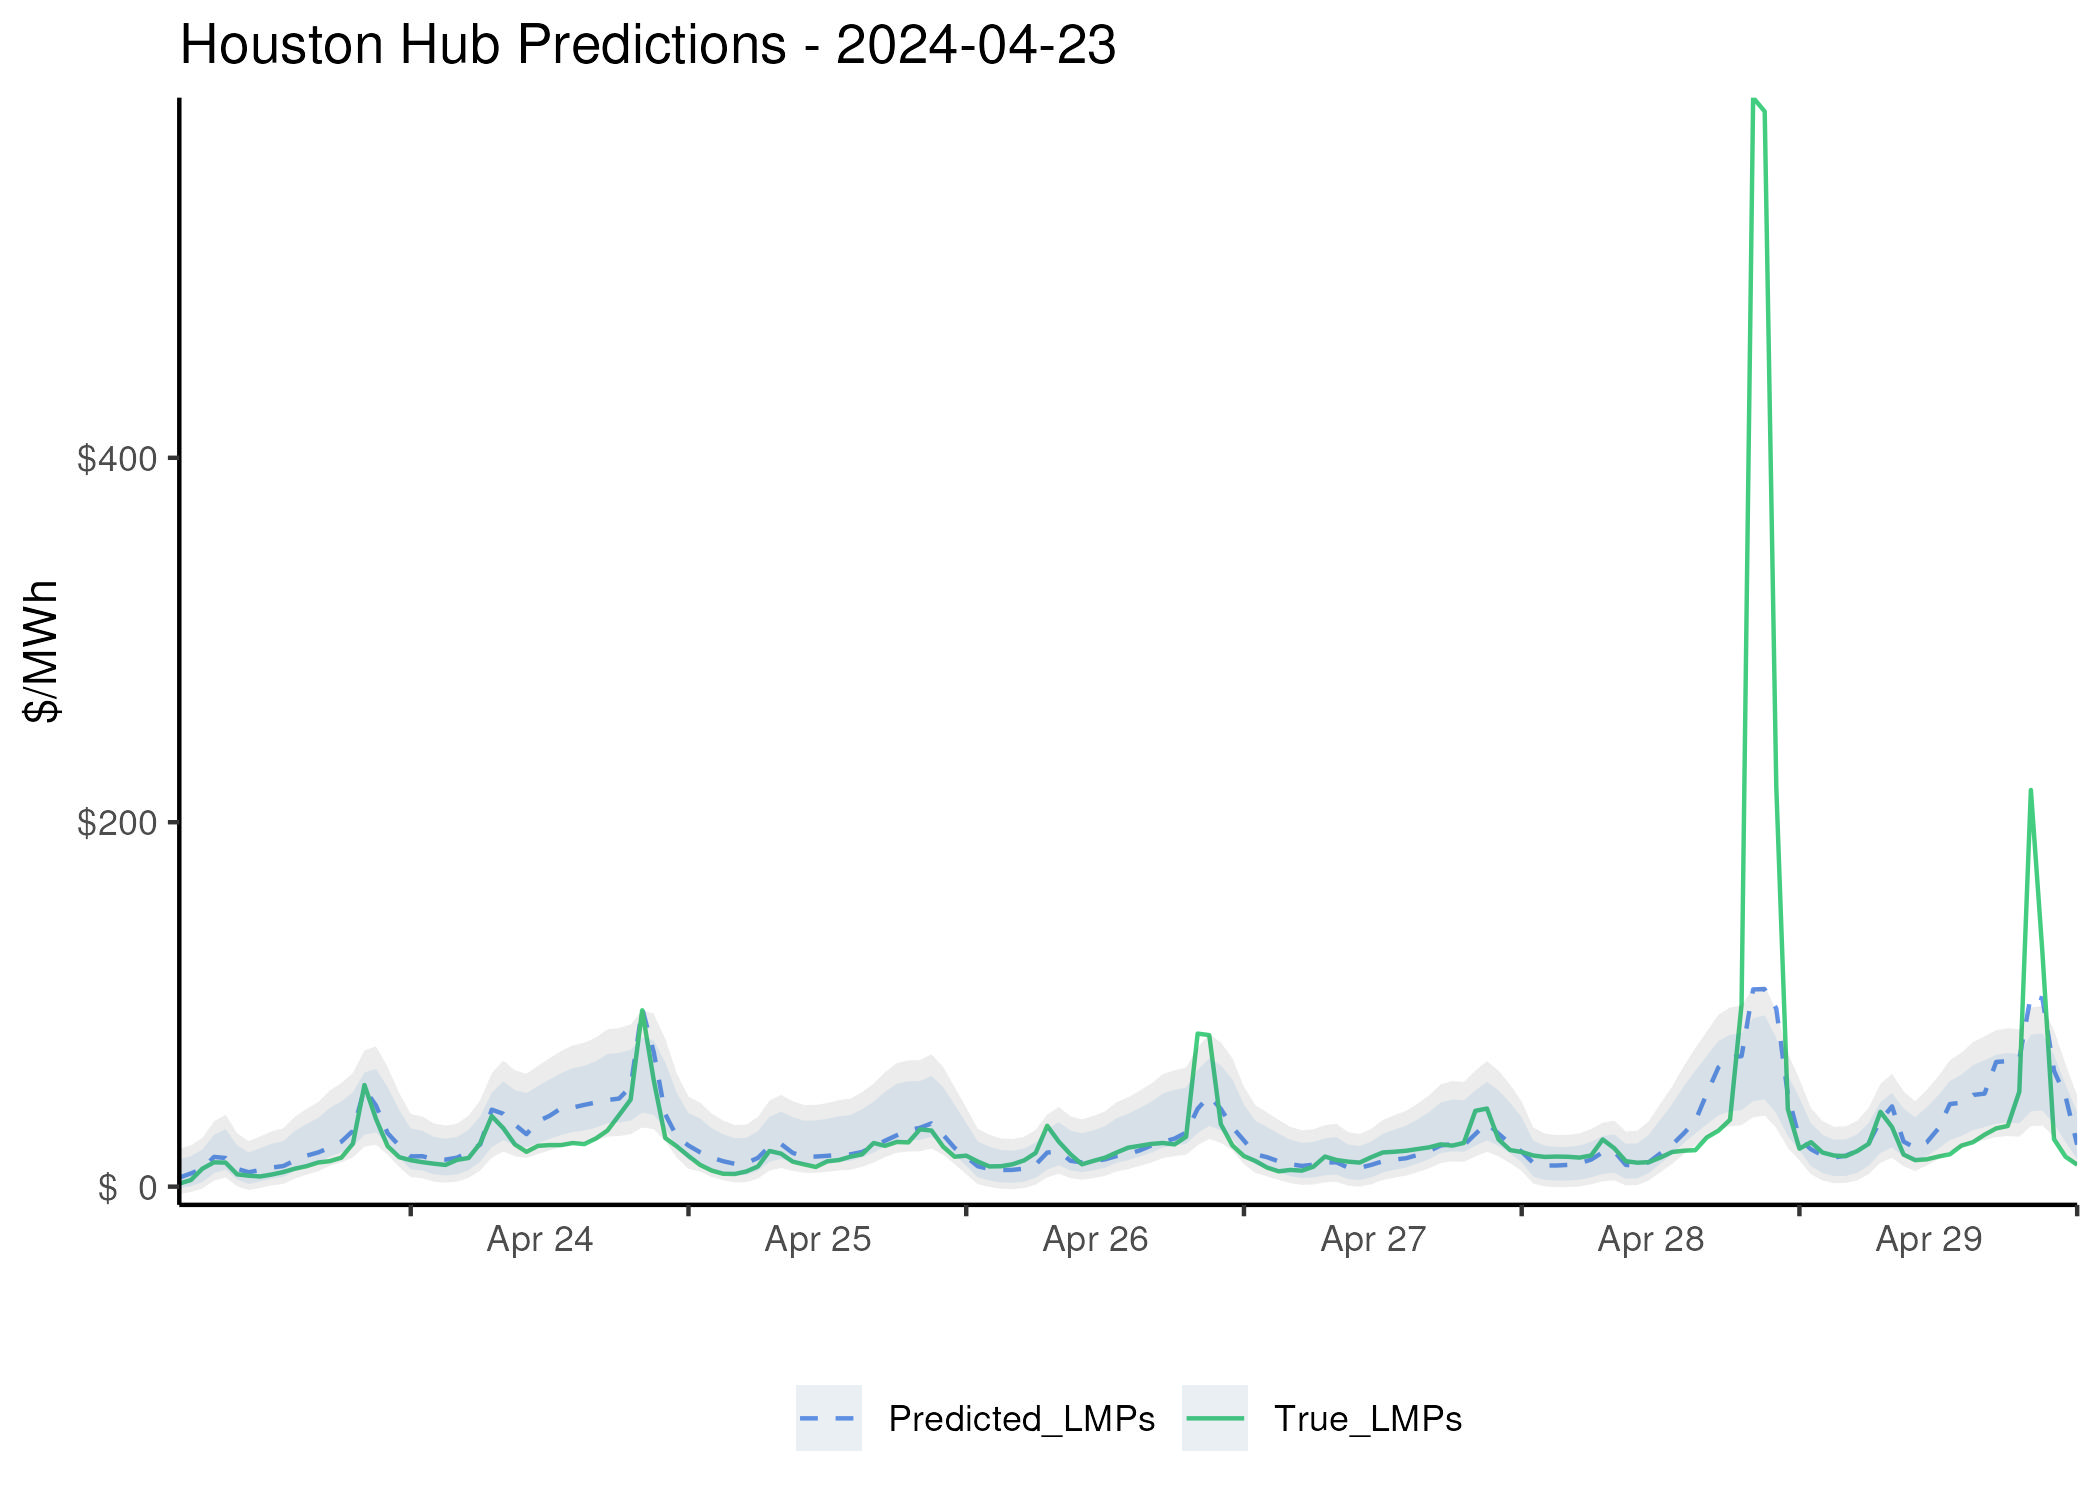 Houston Hub Predictions - 2024-04-23
$/MWh
$400
$200
$ 0
Apr 24 Apr 25 Apr 26 Apr 27 Apr 28 Apr 29
Predicted_LMPs True_LMPs